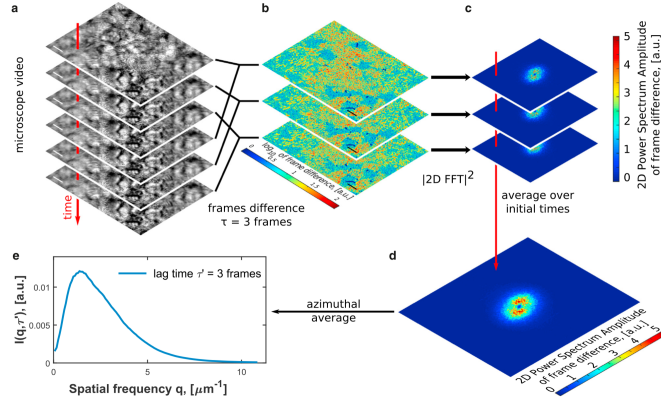 a
b
c
microscope video
time
frames difference
τ = 3 frames
log10 of frame difference, [a.u.]
0
0.5
1
1.5
2
|2D FFT|²
average over
initial times
5
4
3
2
1
0
2D Power Spectrum Amplitude
of frame difference, [a.u.]
d
2D Power Spectrum Amplitude
of frame difference, [a.u.]
0 1 2 3 4 5
azimuthal
average
e
lag time τ' = 3 frames
0.01
0.005
0
I(q,τ'), [a.u.]
0 5 10
Spatial frequency q, [μm⁻¹]